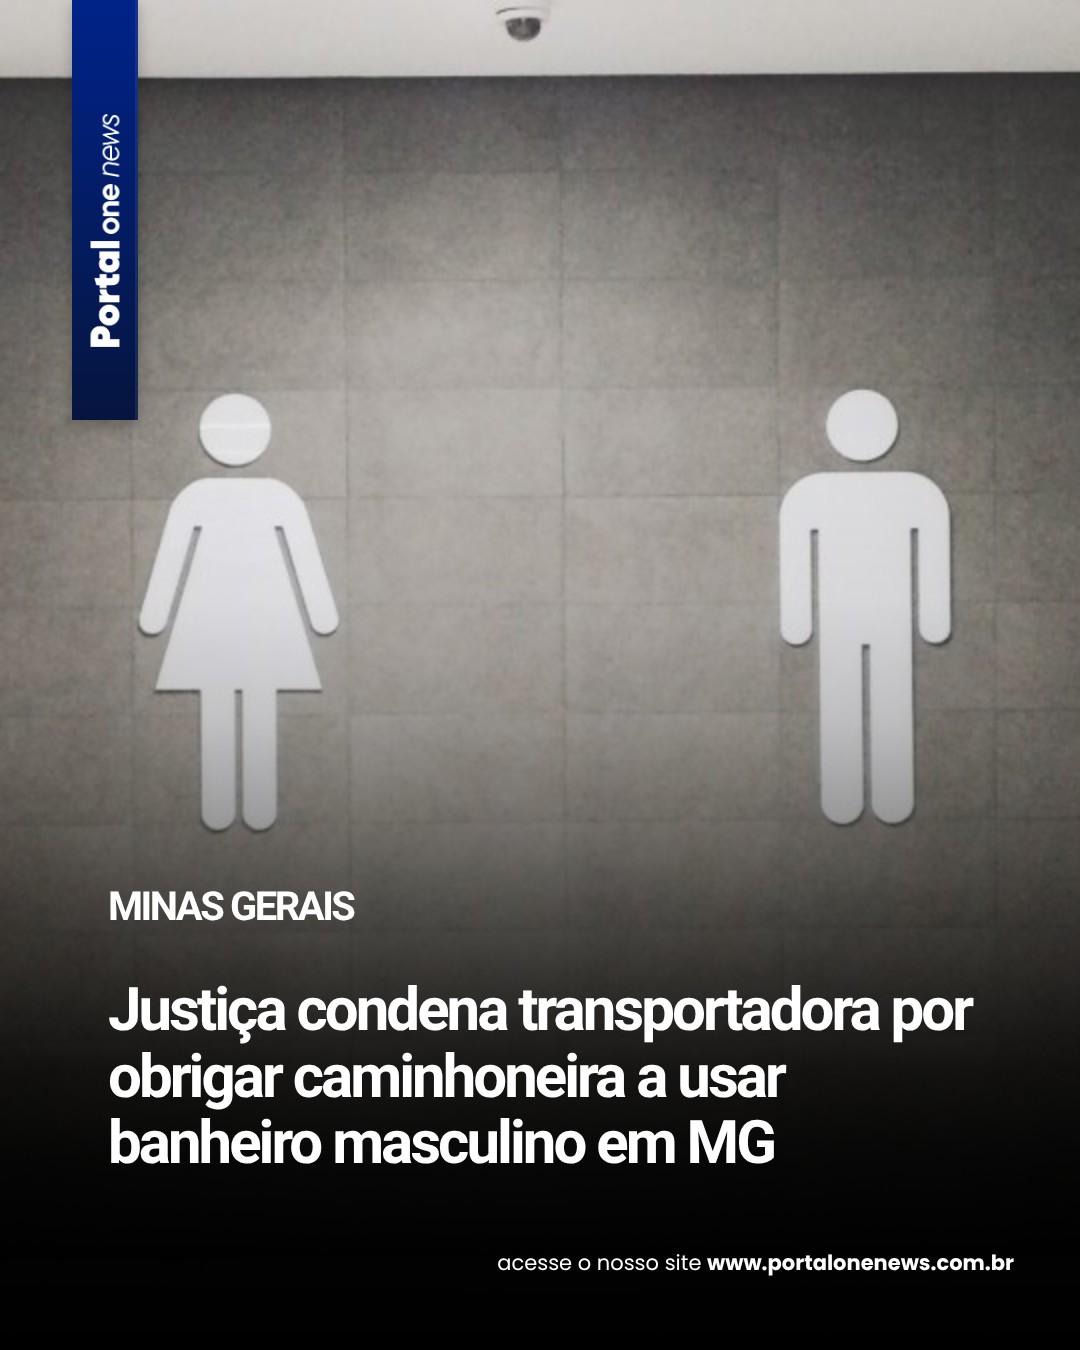 Portal one news
MINAS GERAIS
Justiça condena transportadora por
obrigar caminhoneira a usar
banheiro masculino em MG
acesse o nosso site www.portalonenews.com.br